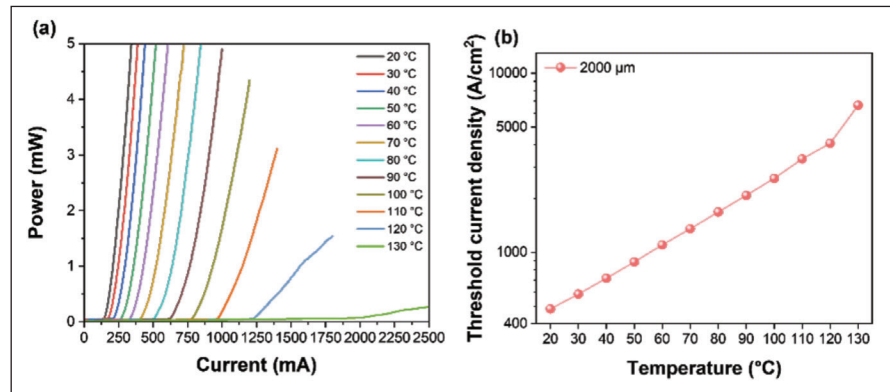 (a)
Power (mW)
5
4
3
2
1
0
0 250 500 750 1000 1250 1500 1750 2000 2250 2500
Current (mA)
20 °C
30 °C
40 °C
50 °C
60 °C
70 °C
80 °C
90 °C
100 °C
110 °C
120 °C
130 °C
(b)
Threshold current density (A/cm²)
2000 μm
10000
5000
1000
400
20 30 40 50 60 70 80 90 100 110 120 130
Temperature (°C)